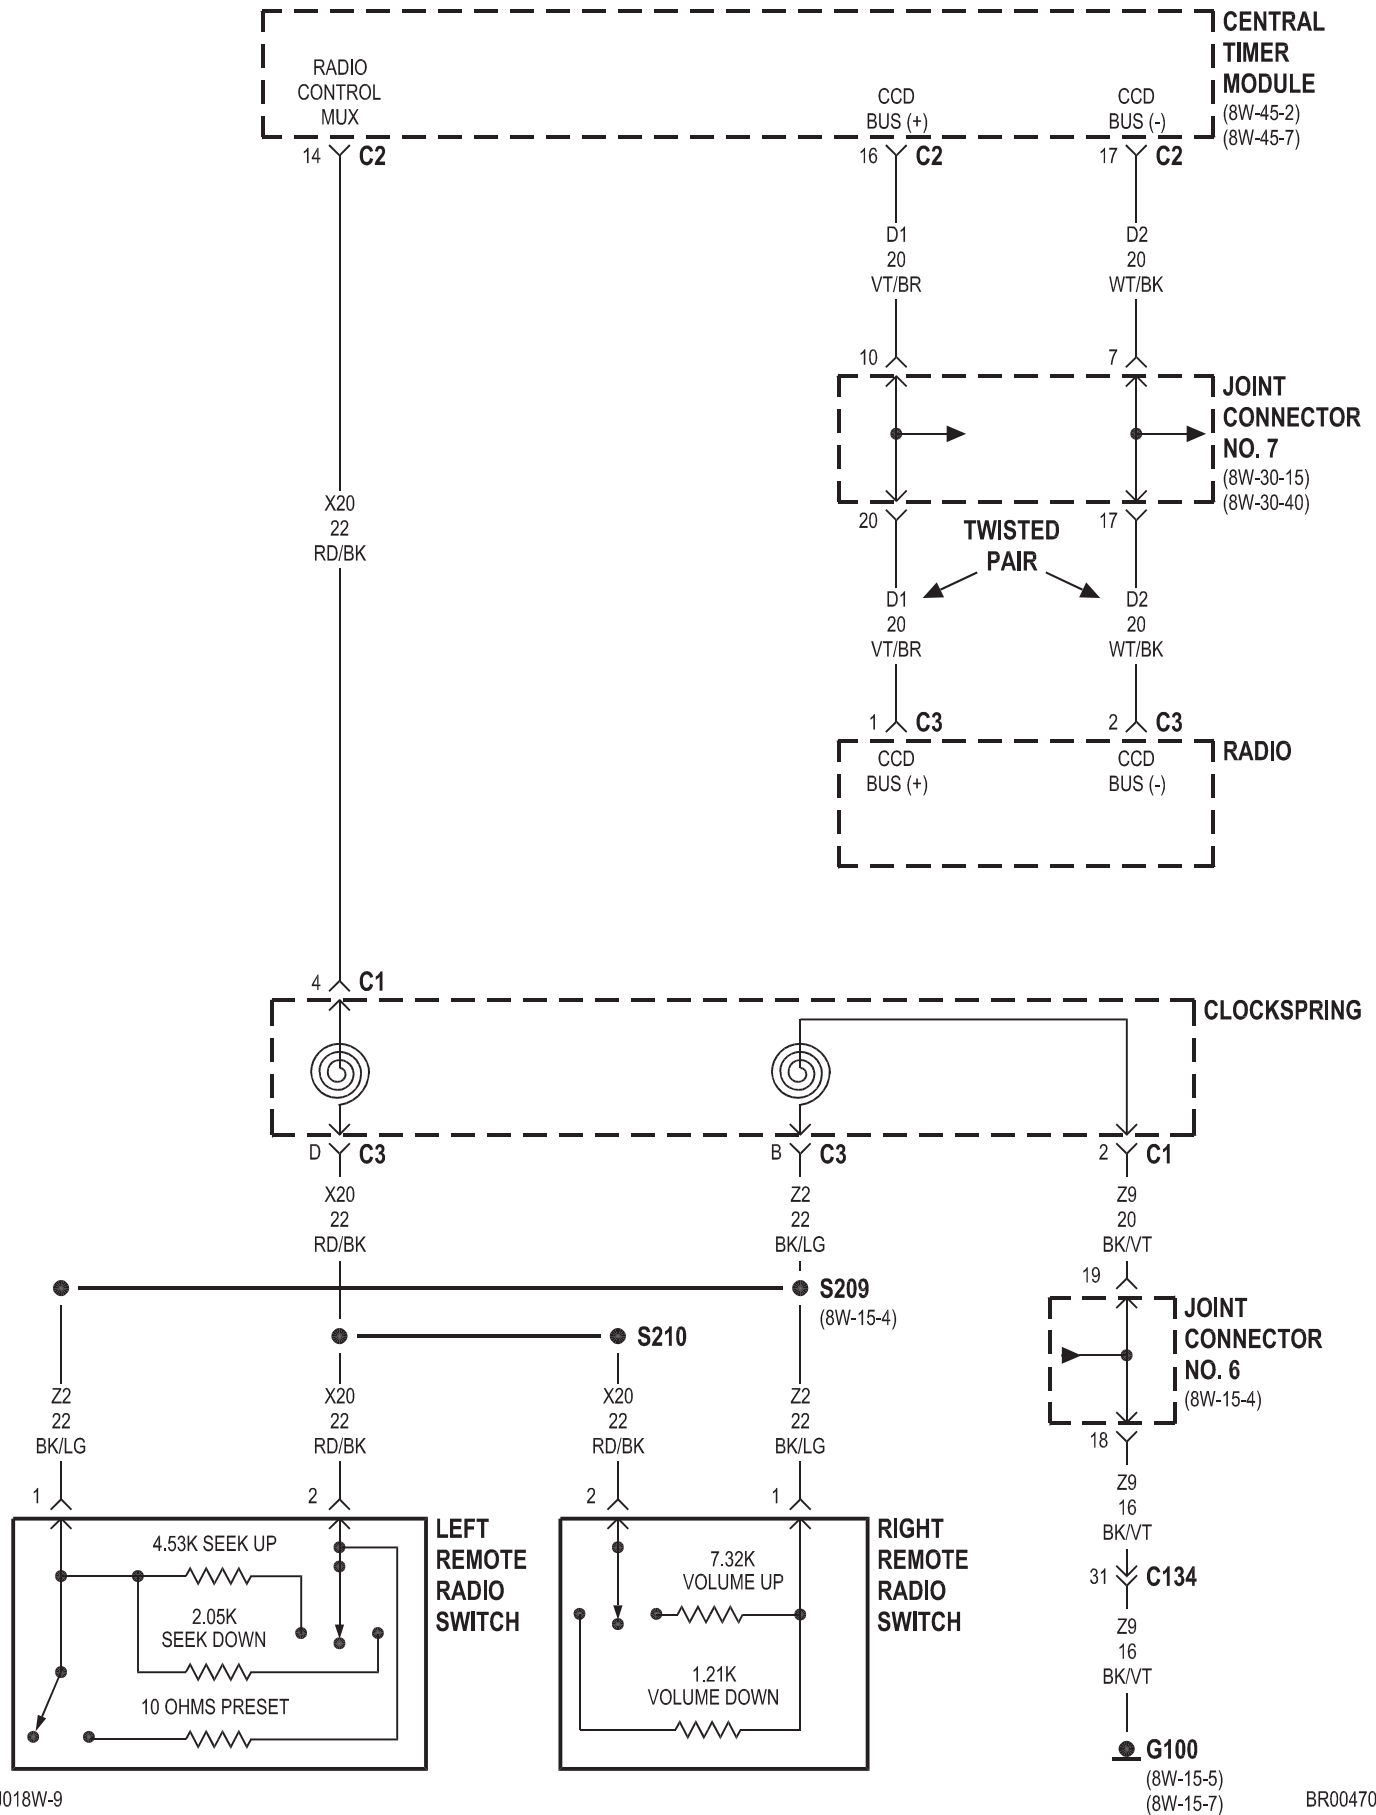 CENTRAL
TIMER
MODULE
(8W-45-2)
(8W-45-7)
RADIO
CONTROL
MUX
CCD
BUS (+)
CCD
BUS (-)
14 C2
16 C2
17 C2
D1
20
VT/BR
D2
20
WT/BK
10
7
JOINT
CONNECTOR
NO. 7
(8W-30-15)
(8W-30-40)
X20
22
RD/BK
20
17
TWISTED
PAIR
D1
20
VT/BR
D2
20
WT/BK
1 C3
2 C3
RADIO
CCD
BUS (+)
CCD
BUS (-)
4 C1
CLOCKSPRING
D C3
B C3
2 C1
X20
22
RD/BK
Z2
22
BK/LG
Z9
20
BK/VT
S209
(8W-15-4)
S210
19
JOINT
CONNECTOR
NO. 6
(8W-15-4)
18
Z2
22
BK/LG
X20
22
RD/BK
X20
22
RD/BK
Z2
22
BK/LG
Z9
16
BK/VT
1
2
2
1
LEFT
REMOTE
RADIO
SWITCH
4.53K SEEK UP
2.05K
SEEK DOWN
10 OHMS PRESET
RIGHT
REMOTE
RADIO
SWITCH
7.32K
VOLUME UP
1.21K
VOLUME DOWN
31 C134
Z9
16
BK/VT
G100
(8W-15-5)
(8W-15-7)
J018W-9
BR00470